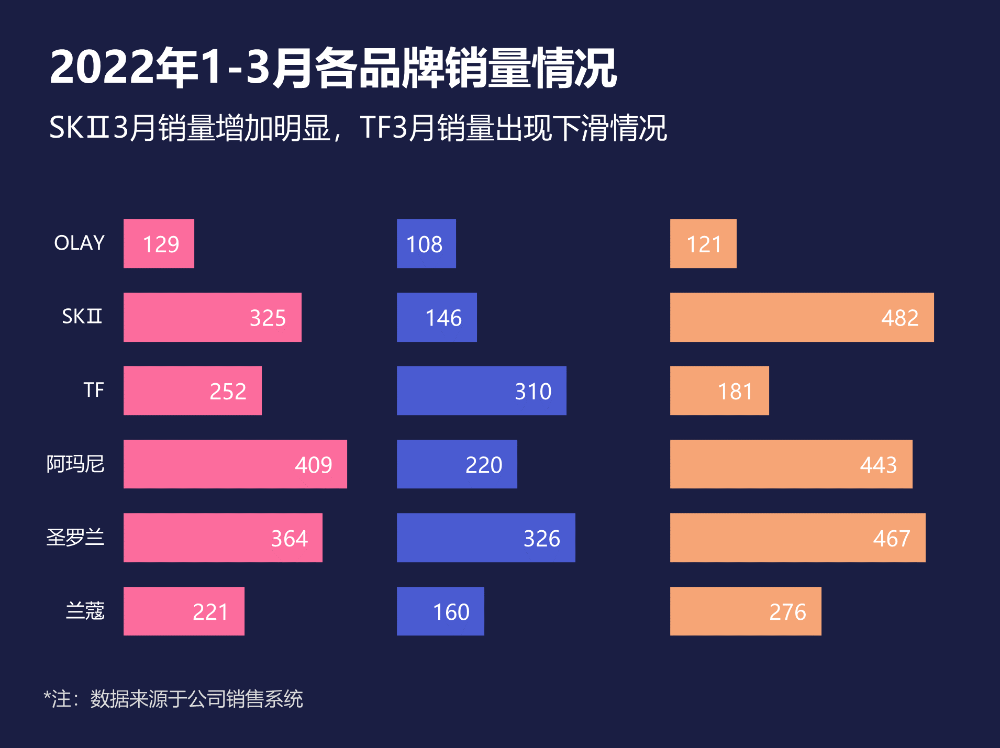 2022年1-3月各品牌销量情况
SKⅡ3月销量增加明显，TF3月销量出现下滑情况
OLAY 129 108 121
SKⅡ 325 146 482
TF 252 310 181
阿玛尼 409 220 443
圣罗兰 364 326 467
兰蔻 221 160 276
*注：数据来源于公司销售系统